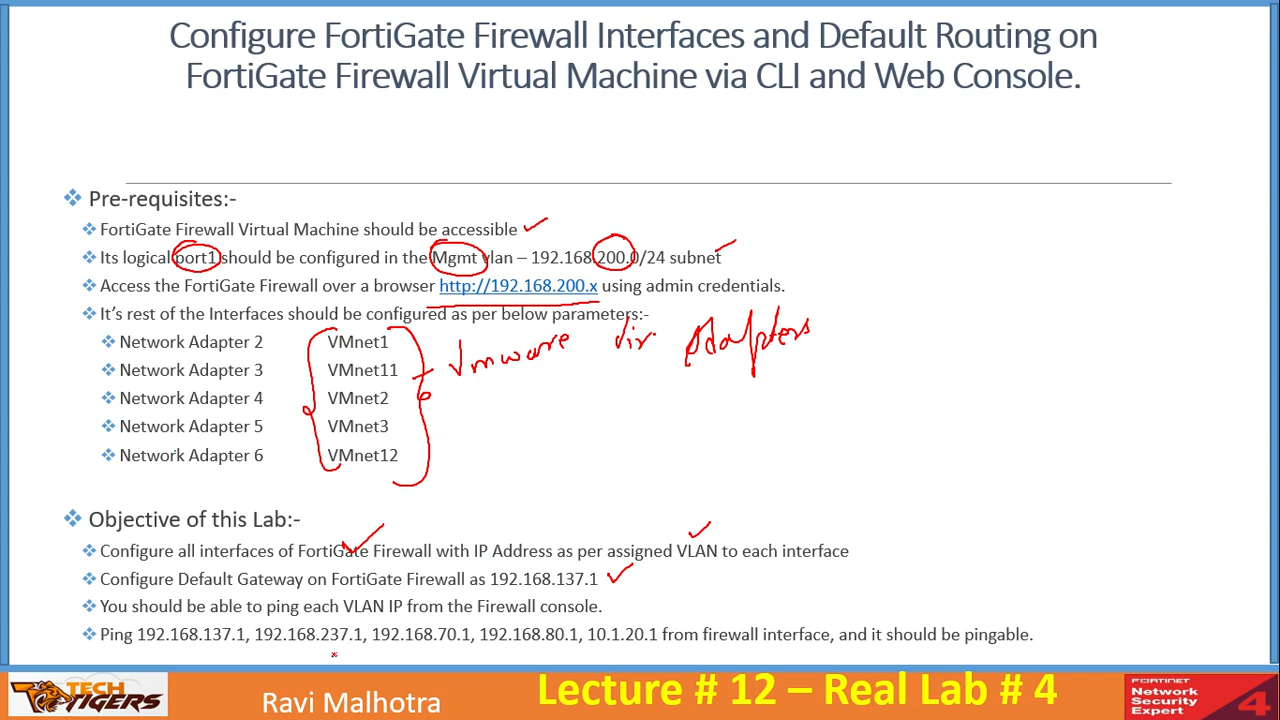 Configure FortiGate Firewall Interfaces and Default Routing on
FortiGate Firewall Virtual Machine via CLI and Web Console.
Pre-requisites:-
FortiGate Firewall Virtual Machine should be accessible
Its logical port1 should be configured in the Mgmt vlan – 192.168.200.0/24 subnet
Access the FortiGate Firewall over a browser http://192.168.200.x using admin credentials.
It's rest of the Interfaces should be configured as per below parameters:-
Network Adapter 2 VMnet1
Network Adapter 3 VMnet11
Network Adapter 4 VMnet2
Network Adapter 5 VMnet3
Network Adapter 6 VMnet12
Vmware vir Adapters
Objective of this Lab:-
Configure all interfaces of FortiGate Firewall with IP Address as per assigned VLAN to each interface
Configure Default Gateway on FortiGate Firewall as 192.168.137.1
You should be able to ping each VLAN IP from the Firewall console.
Ping 192.168.137.1, 192.168.237.1, 192.168.70.1, 192.168.80.1, 10.1.20.1 from firewall interface, and it should be pingable.
TECH
TIGERS
Ravi Malhotra
Lecture # 12 – Real Lab # 4
FORTINET
Network
Security
Expert
4